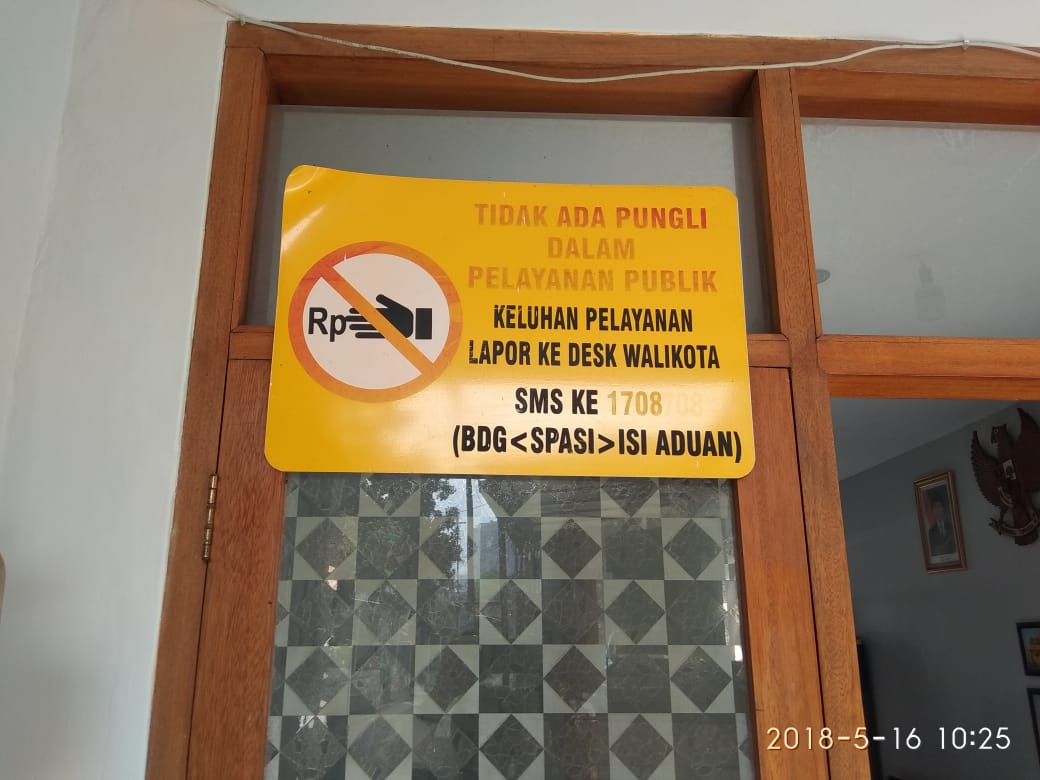 TIDAK ADA PUNGLI
DALAM
PELAYANAN PUBLIK
KELUHAN PELAYANAN
LAPOR KE DESK WALIKOTA
SMS KE 1708
(BDG<SPASI>ISI ADUAN)
Rp
2018-5-16 10:25